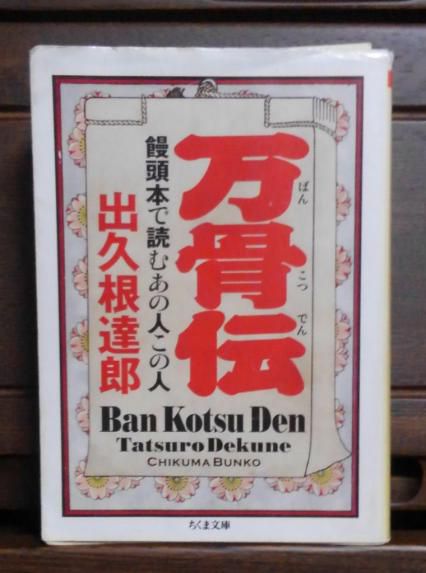 万骨伝
ばん
こつ
でん
饅頭本で読むあの人この人
出久根達郎
Ban Kotsu Den
Tatsuro Dekune
CHIKUMA BUNKO
ちくま文庫